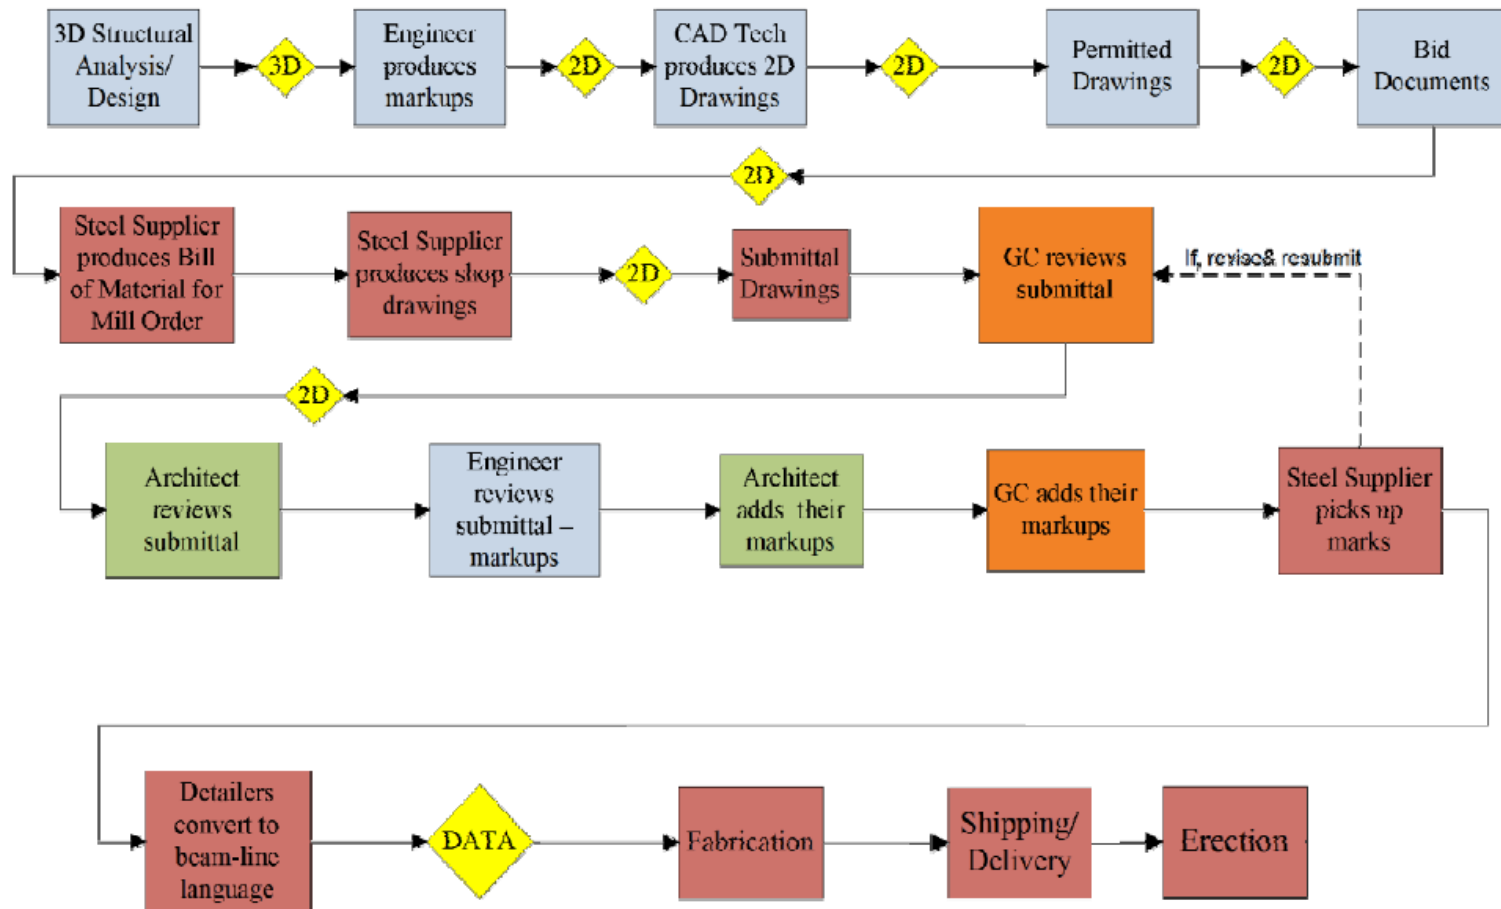 3D Structural
Analysis/
Design
3D
Engineer
produces
markups
2D
CAD Tech
produces 2D
Drawings
2D
Permitted
Drawings
2D
Bid
Documents
2D
Steel Supplier
produces Bill
of Material for
Mill Order
Steel Supplier
produces shop
drawings
2D
Submittal
Drawings
GC reviews
submittal
If, revise& resubmit
2D
Architect
reviews
submittal
Engineer
reviews
submittal –
markups
Architect
adds their
markups
GC adds their
markups
Steel Supplier
picks up
marks
Detailers
convert to
beam-line
language
DATA
Fabrication
Shipping/
Delivery
Erection